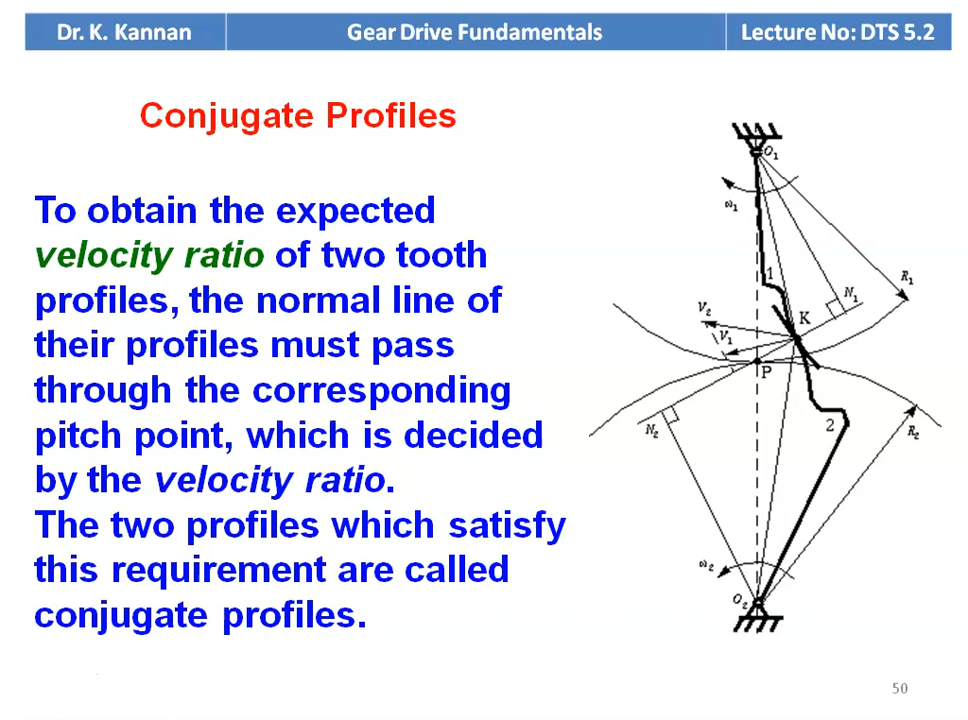 Dr. K. Kannan
Gear Drive Fundamentals
Lecture No: DTS 5.2
Conjugate Profiles
To obtain the expected
velocity ratio of two tooth
profiles, the normal line of
their profiles must pass
through the corresponding
pitch point, which is decided
by the velocity ratio.
The two profiles which satisfy
this requirement are called
conjugate profiles.
O₁
ω₁
1
R₁
N₁
V₂
K
V₁
P
N₂
2
R₂
ω₂
O₂
50